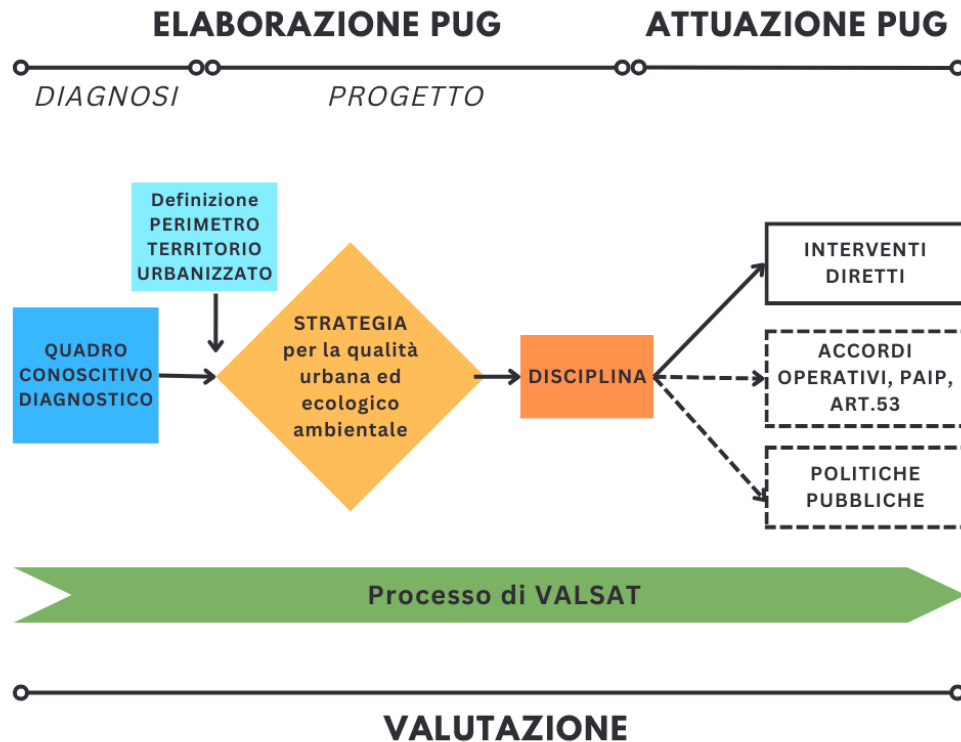 ELABORAZIONE PUG
ATTUAZIONE PUG
DIAGNOSI
PROGETTO
Definizione
PERIMETRO
TERRITORIO
URBANIZZATO
QUADRO
CONOSCITIVO
DIAGNOSTICO
STRATEGIA
per la qualità
urbana ed
ecologico
ambientale
DISCIPLINA
INTERVENTI
DIRETTI
ACCORDI
OPERATIVI, PAIP,
ART.53
POLITICHE
PUBBLICHE
Processo di VALSAT
VALUTAZIONE